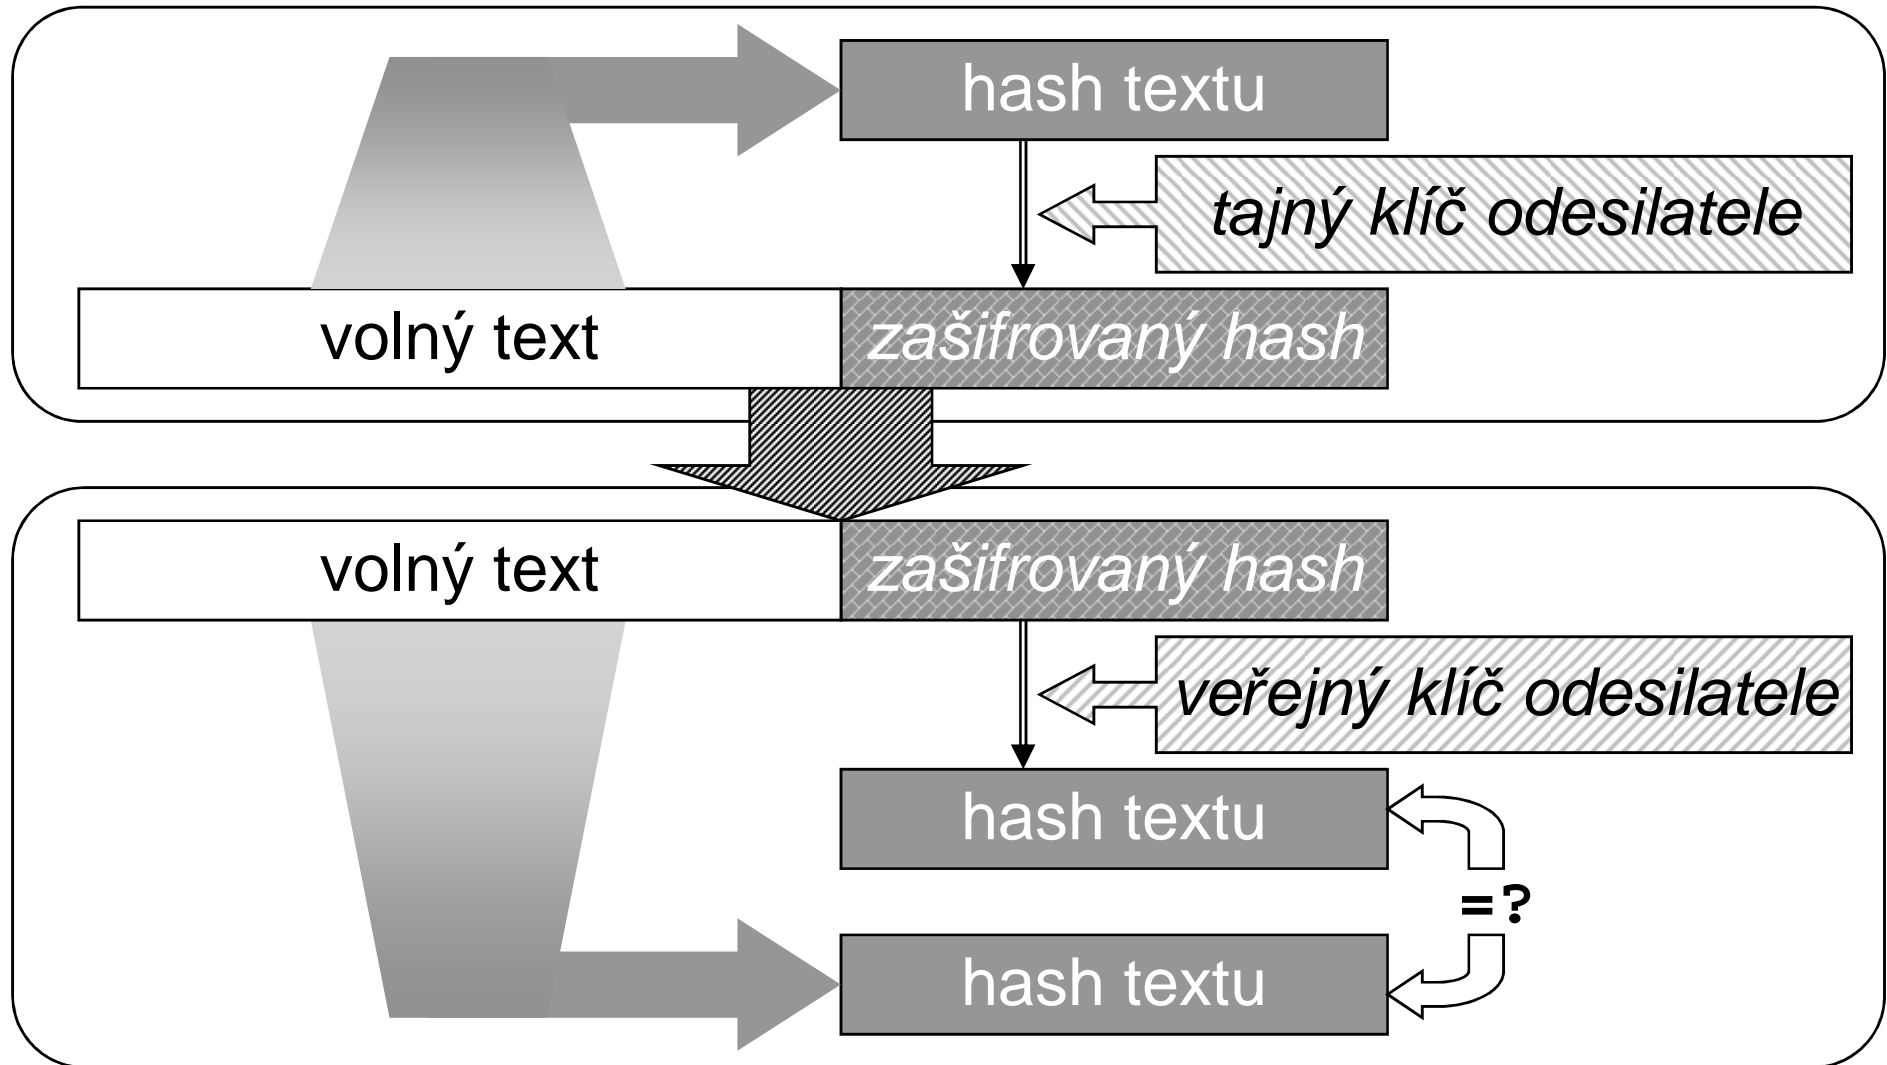 hash textu
tajný klíč odesilatele
volný text
zašifrovaný hash
volný text
zašifrovaný hash
veřejný klíč odesilatele
hash textu
=?
hash textu